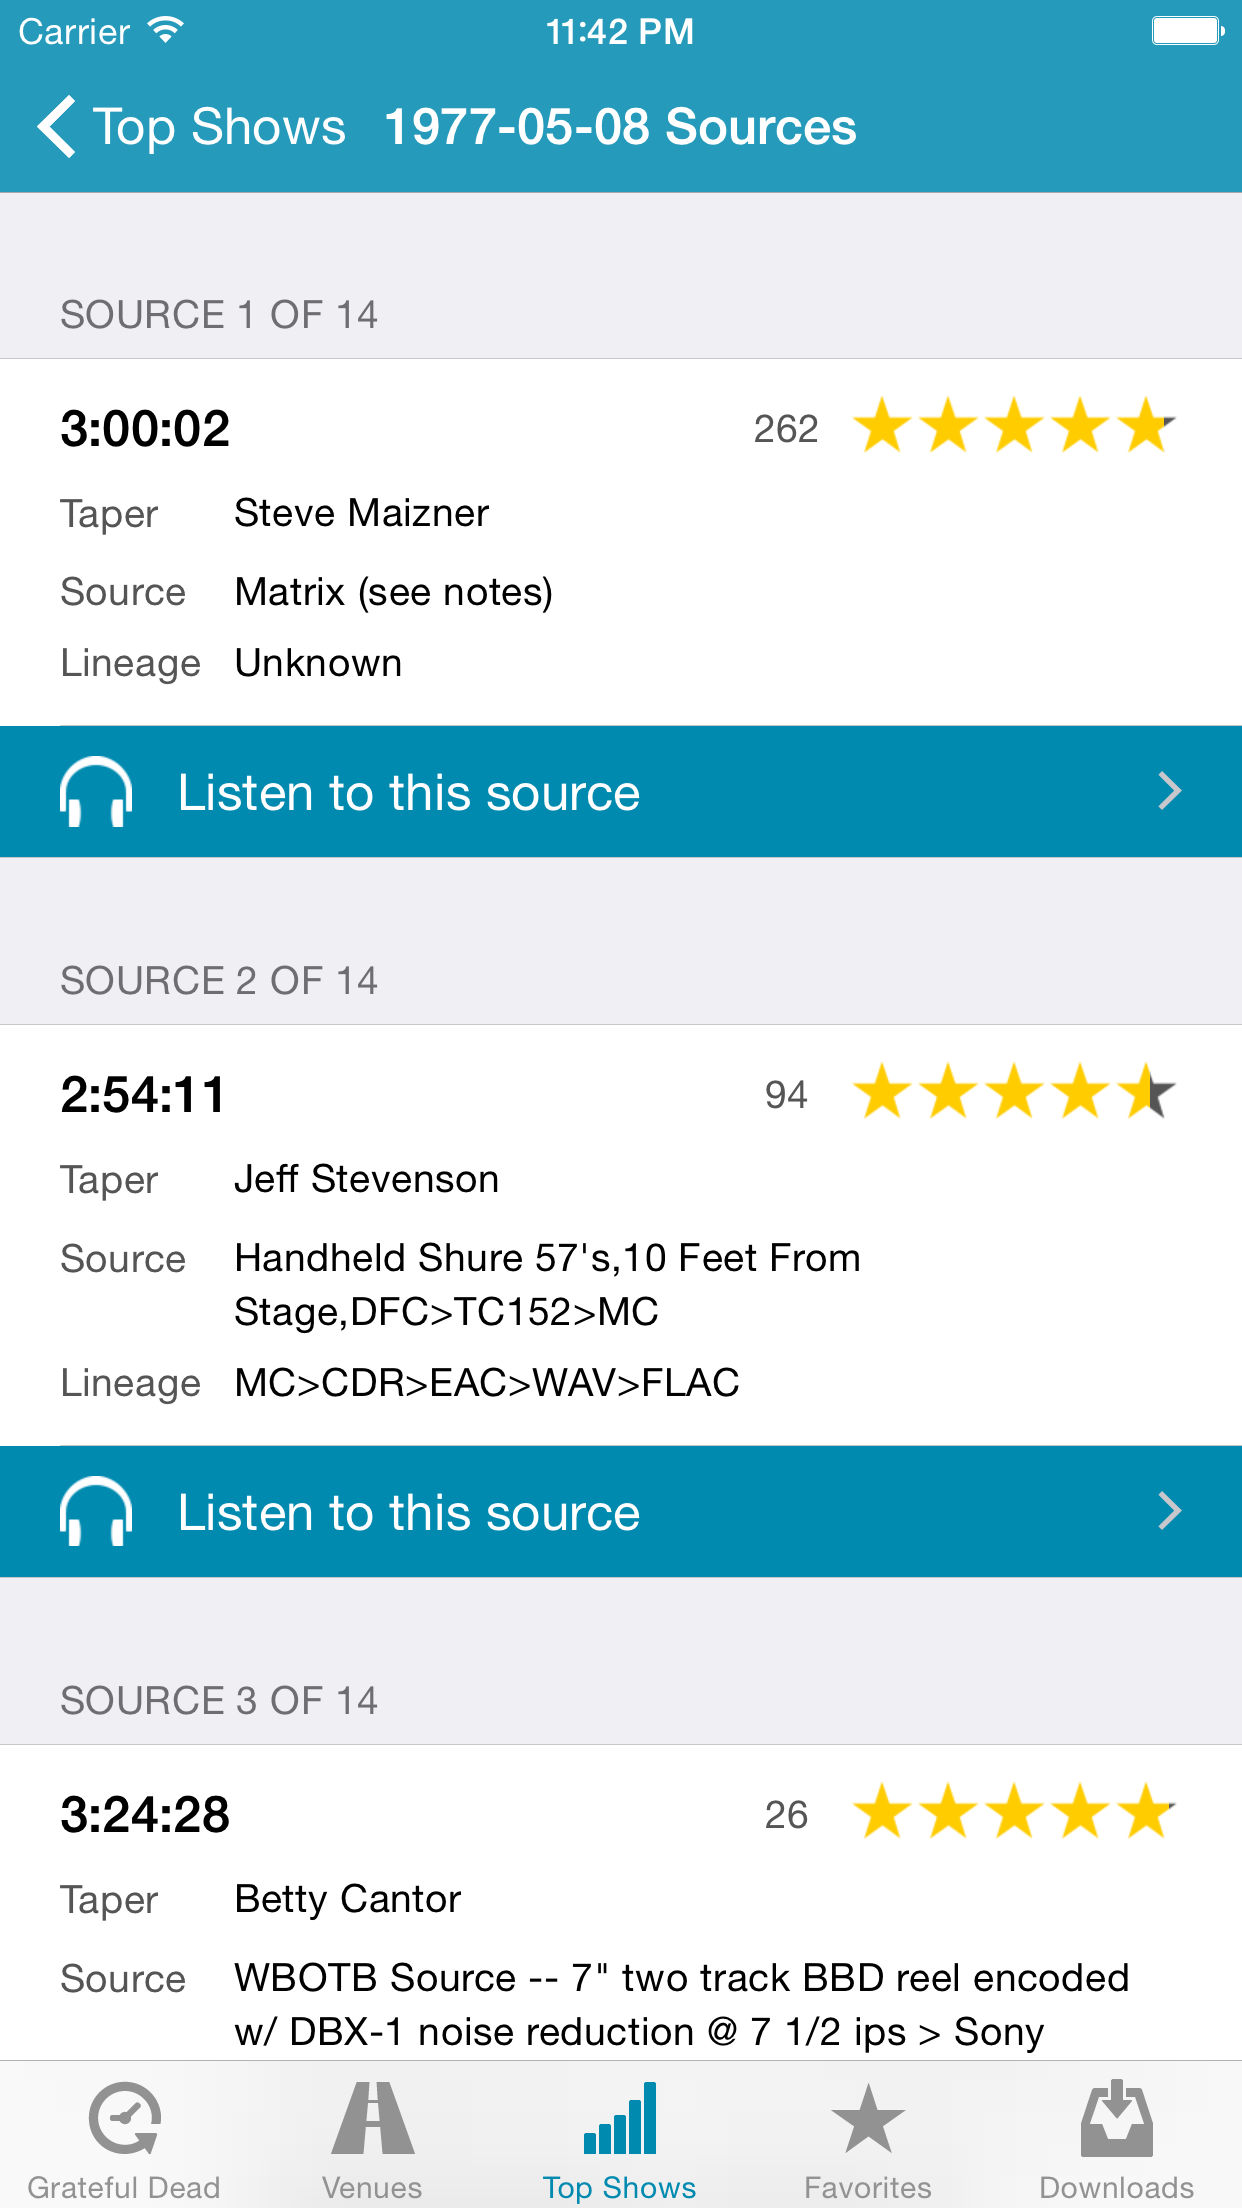 Carrier 11:42 PM
Top Shows 1977-05-08 Sources
SOURCE 1 OF 14
3:00:02 262
Taper Steve Maizner
Source Matrix (see notes)
Lineage Unknown
Listen to this source
SOURCE 2 OF 14
2:54:11 94
Taper Jeff Stevenson
Source Handheld Shure 57's,10 Feet From
Stage,DFC>TC152>MC
Lineage MC>CDR>EAC>WAV>FLAC
Listen to this source
SOURCE 3 OF 14
3:24:28 26
Taper Betty Cantor
Source WBOTB Source -- 7" two track BBD reel encoded
w/ DBX-1 noise reduction @ 7 1/2 ips > Sony
Grateful Dead Venues Top Shows Favorites Downloads